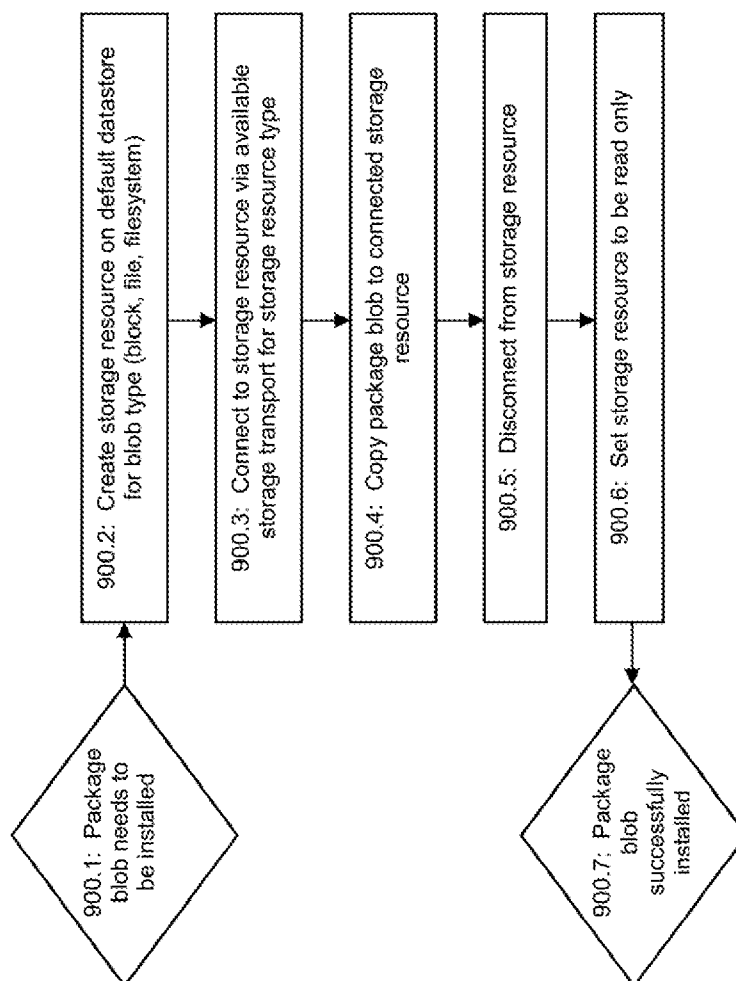 900.1: Package
blob needs to
be installed
900.2: Create storage resource on default datastore
for blob type (block, file, filesystem)
900.3: Connect to storage resource via available
storage transport for storage resource type
900.4: Copy package blob to connected storage
resource
900.5: Disconnect from storage resource
900.6: Set storage resource to be read only
900.7: Package
blob
successfully
installed